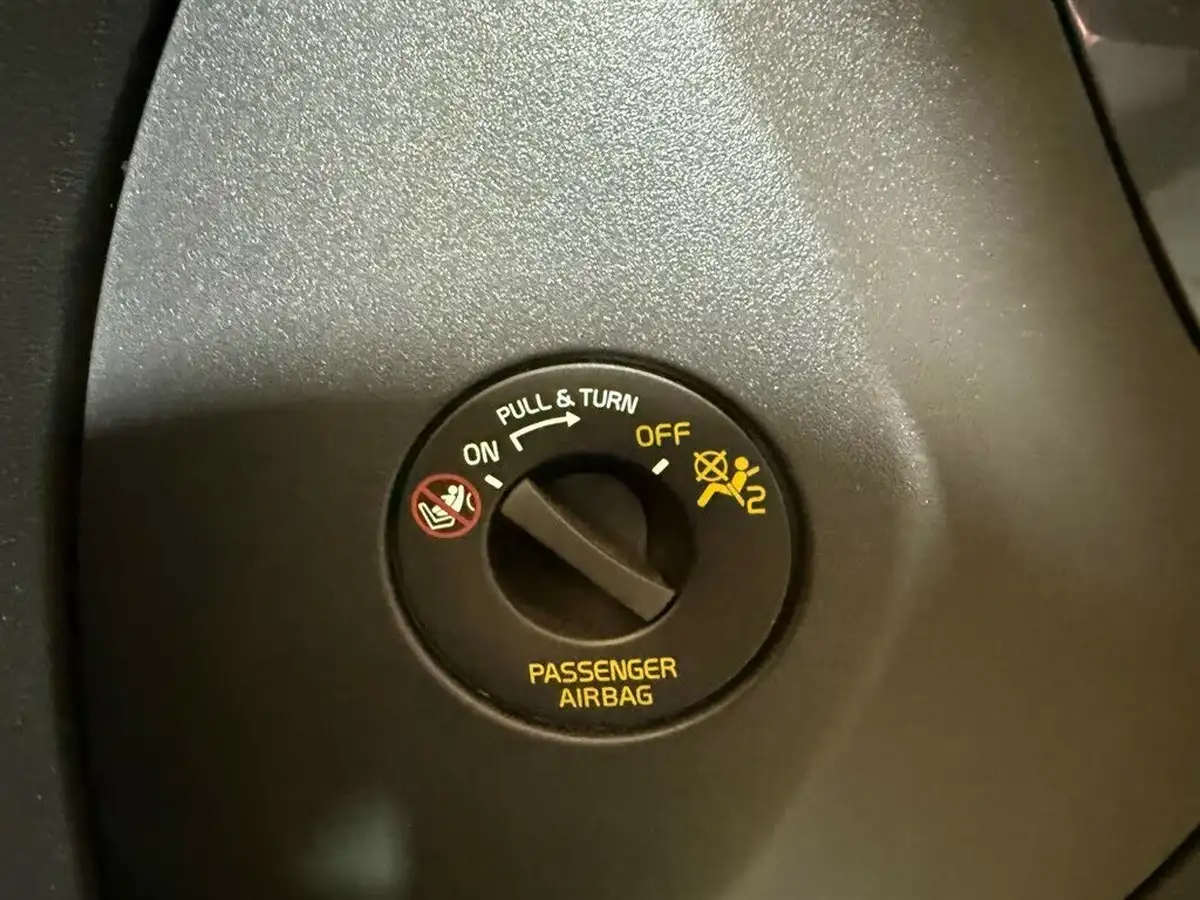 PULL & TURN
ON
OFF
2
PASSENGER
AIRBAG